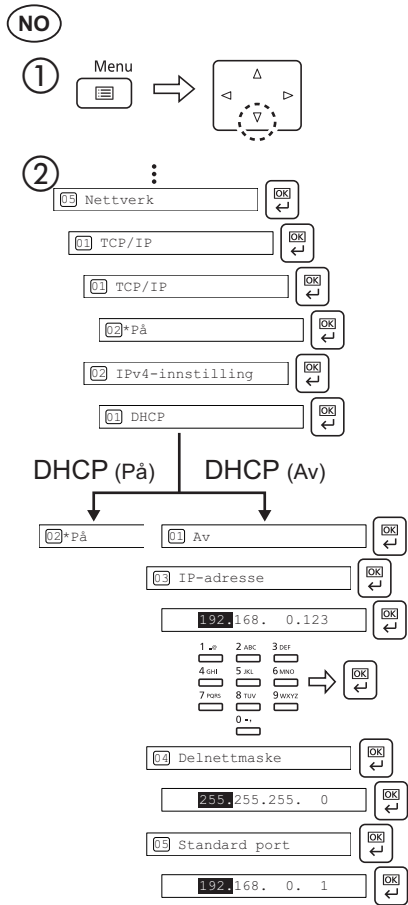 NO
1 Menu
2
05 Nettverk OK
01 TCP/IP OK
01 TCP/IP OK
02*På OK
02 IPv4-innstilling OK
01 DHCP OK
DHCP (På) DHCP (Av)
02*På 01 Av OK
03 IP-adresse OK
192.168. 0.123 OK
1 .@ 2 ABC 3 DEF
4 GHI 5 JKL 6 MNO OK
7 PQRS 8 TUV 9 WXYZ
0 -,
04 Delnettmaske OK
255.255.255. 0 OK
05 Standard port OK
192.168. 0. 1 OK